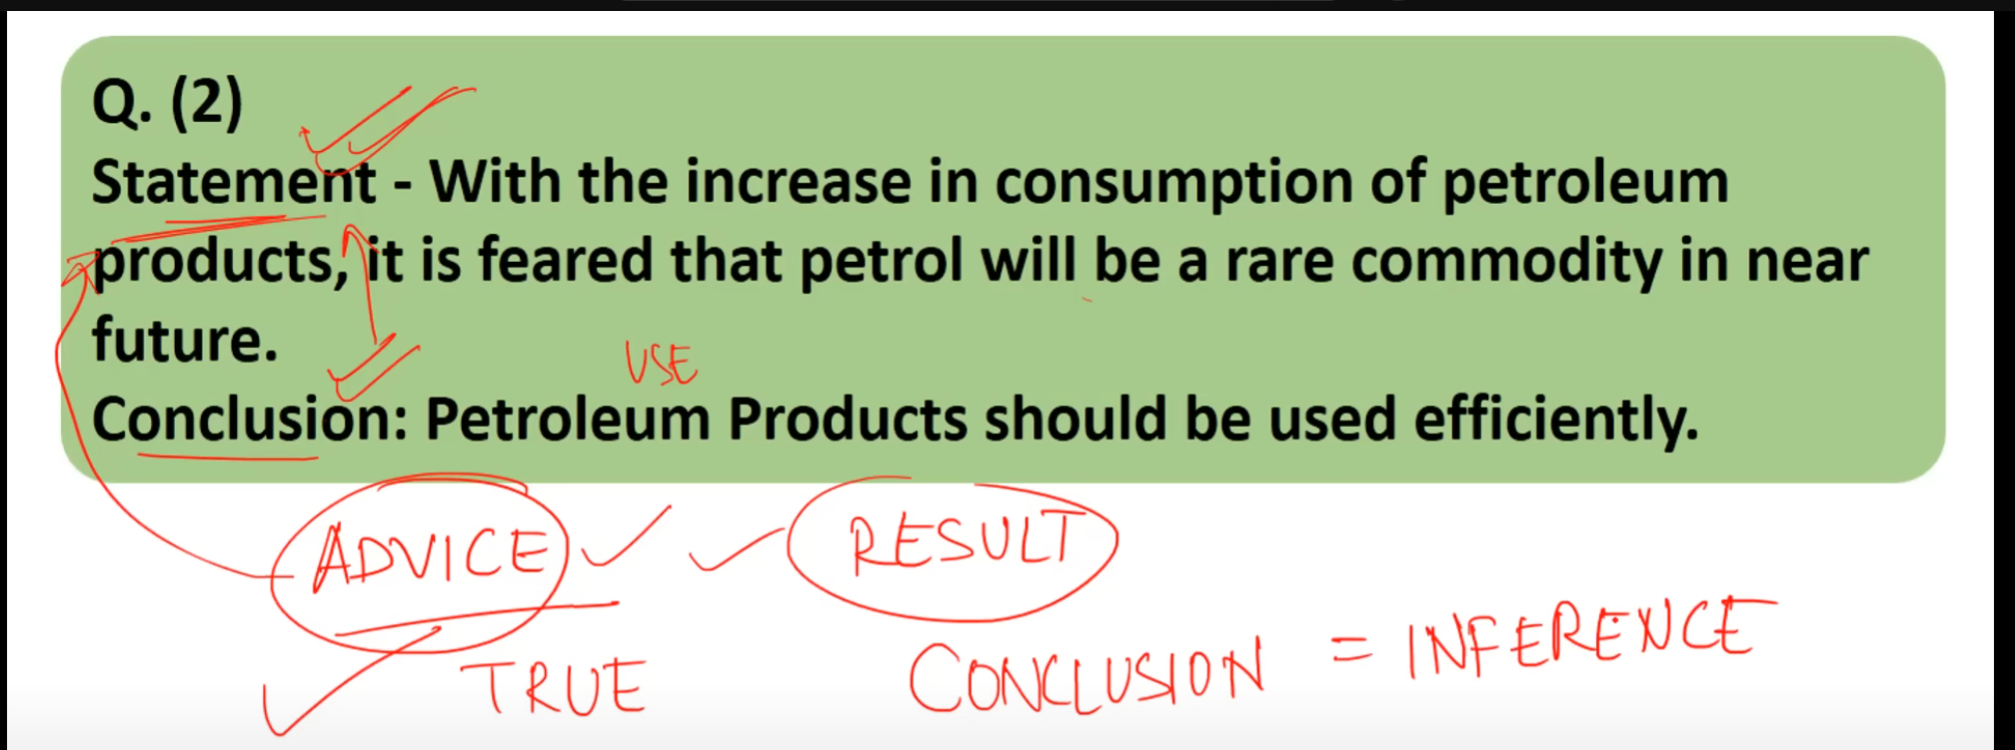 Q. (2)
Statement - With the increase in consumption of petroleum
products, it is feared that petrol will be a rare commodity in near
future.
USE
Conclusion: Petroleum Products should be used efficiently.
ADVICE RESULT
TRUE CONCLUSION = INFERENCE